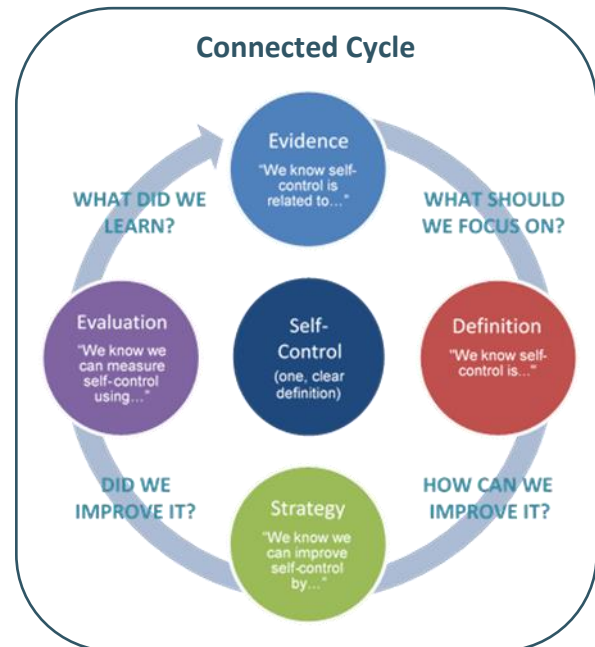 Connected Cycle
Evidence
"We know self-
control is
related to…"
WHAT DID WE
LEARN?
WHAT SHOULD
WE FOCUS ON?
Evaluation
"We know we
can measure
self-control
using…"
Self-
Control
(one, clear
definition)
Definition
"We know self-
control is…"
DID WE
IMPROVE IT?
HOW CAN WE
IMPROVE IT?
Strategy
"We know we
can improve
self-control
by…"